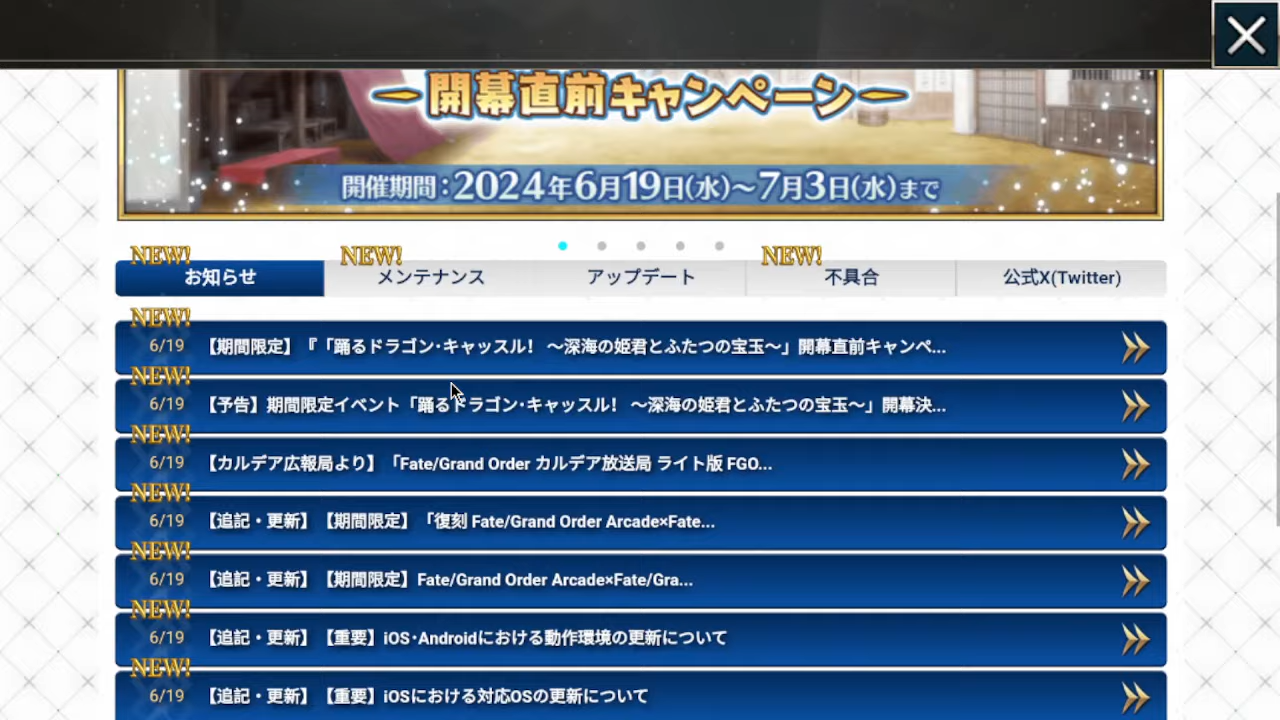 ー開幕直前キャンペーンー
開催期間：2024年6月19日(水)～7月3日(水)まで
NEW! NEW! NEW!
お知らせ メンテナンス アップデート 不具合 公式X(Twitter)
NEW!
6/19 【期間限定】『「踊るドラゴン･キャッスル！ ～深海の姫君とふたつの宝玉～」開幕直前キャンペ...
NEW!
6/19 【予告】期間限定イベント「踊るドラゴン･キャッスル！ ～深海の姫君とふたつの宝玉～」開幕決...
NEW!
6/19 【カルデア広報局より】「Fate/Grand Order カルデア放送局 ライト版 FGO...
NEW!
6/19 【追記・更新】【期間限定】「復刻 Fate/Grand Order Arcade×Fate...
NEW!
6/19 【追記・更新】【期間限定】Fate/Grand Order Arcade×Fate/Gra...
NEW!
6/19 【追記・更新】【重要】iOS･Androidにおける動作環境の更新について
NEW!
6/19 【追記・更新】【重要】iOSにおける対応OSの更新について